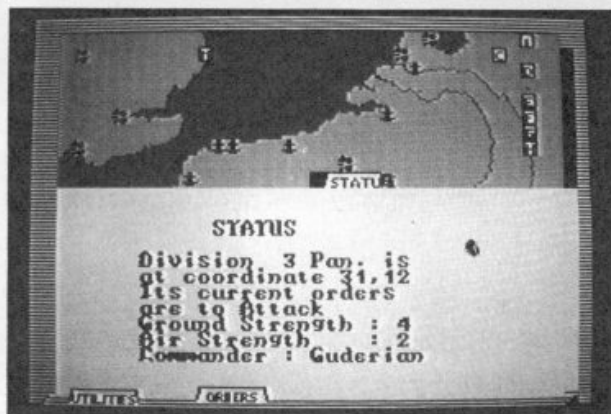 STATUS
STATUS
Division 3 Pan. is
at coordinate 31,12
Its current orders
are to Attack
Ground Strength : 4
Air Strength : 2
Commander : Guderian
UTILITIES ORDERS